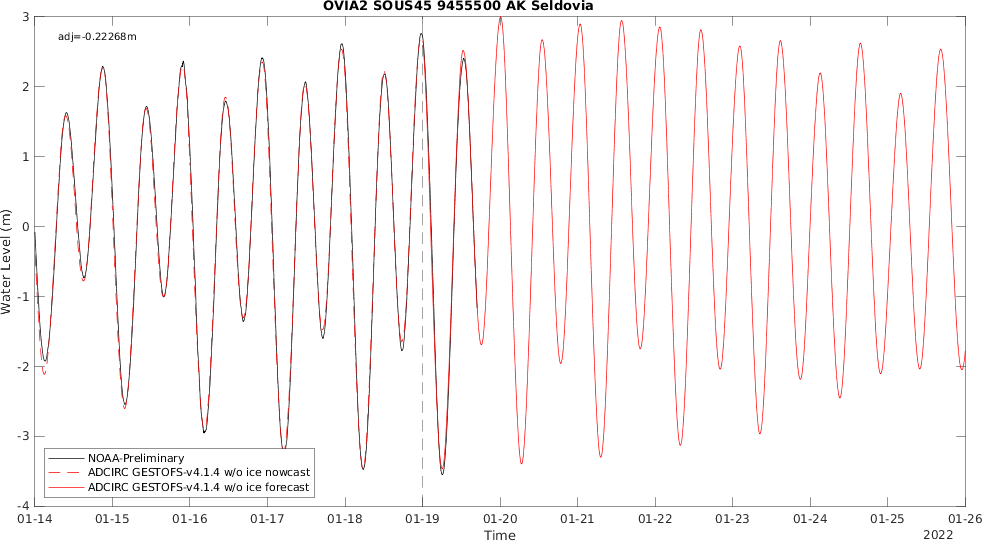 OVIA2 SOUS45 9455500 AK Seldovia
adj=-0.22268m
3
2
1
0
-1
-2
-3
-4
Water Level (m)
NOAA-Preliminary
ADCIRC GESTOFS-v4.1.4 w/o ice nowcast
ADCIRC GESTOFS-v4.1.4 w/o ice forecast
01-14 01-15 01-16 01-17 01-18 01-19 01-20 01-21 01-22 01-23 01-24 01-25 01-26
Time
2022